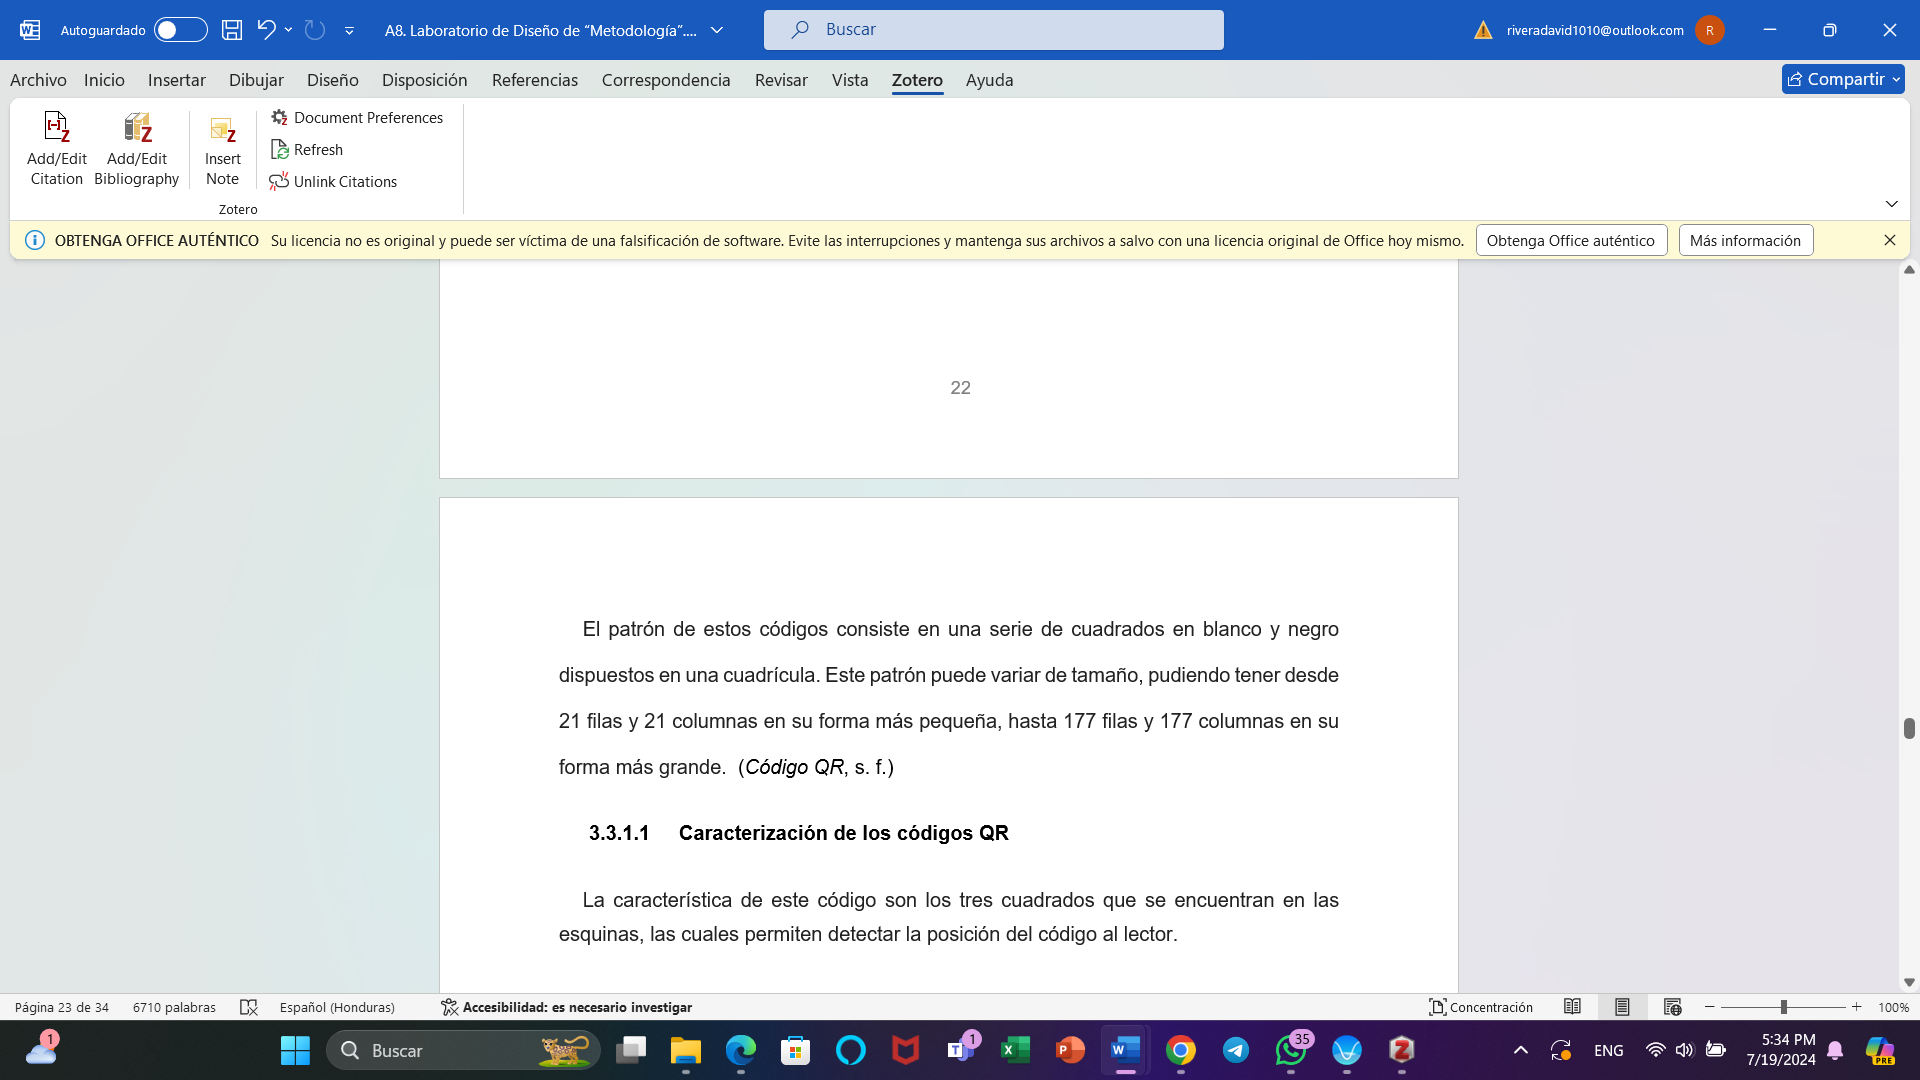 Autoguardado
A8. Laboratorio de Diseño de “Metodología”....
Buscar
riveradavid1010@outlook.com
R
Archivo Inicio Insertar Dibujar Diseño Disposición Referencias Correspondencia Revisar Vista Zotero Ayuda
Compartir
Add/Edit Citation
Add/Edit Bibliography
Insert Note
Document Preferences
Refresh
Unlink Citations
Zotero
OBTENGA OFFICE AUTÉNTICO Su licencia no es original y puede ser víctima de una falsificación de software. Evite las interrupciones y mantenga sus archivos a salvo con una licencia original de Office hoy mismo. Obtenga Office auténtico Más información
22
El patrón de estos códigos consiste en una serie de cuadrados en blanco y negro
dispuestos en una cuadrícula. Este patrón puede variar de tamaño, pudiendo tener desde
21 filas y 21 columnas en su forma más pequeña, hasta 177 filas y 177 columnas en su
forma más grande. (Código QR, s. f.)
3.3.1.1 Caracterización de los códigos QR
La característica de este código son los tres cuadrados que se encuentran en las
esquinas, las cuales permiten detectar la posición del código al lector.
Página 23 de 34 6710 palabras Español (Honduras) Accesibilidad: es necesario investigar Concentración 100%
1
Buscar
1
35
ENG
5:34 PM
7/19/2024
PRE